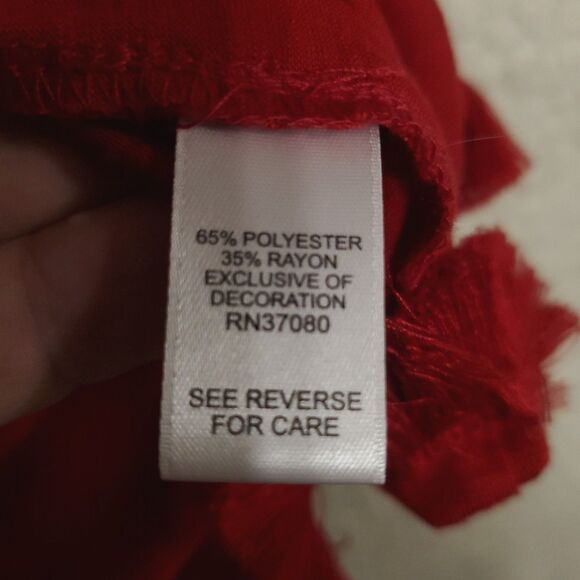 65% POLYESTER
35% RAYON
EXCLUSIVE OF
DECORATION
RN37080
SEE REVERSE
FOR CARE